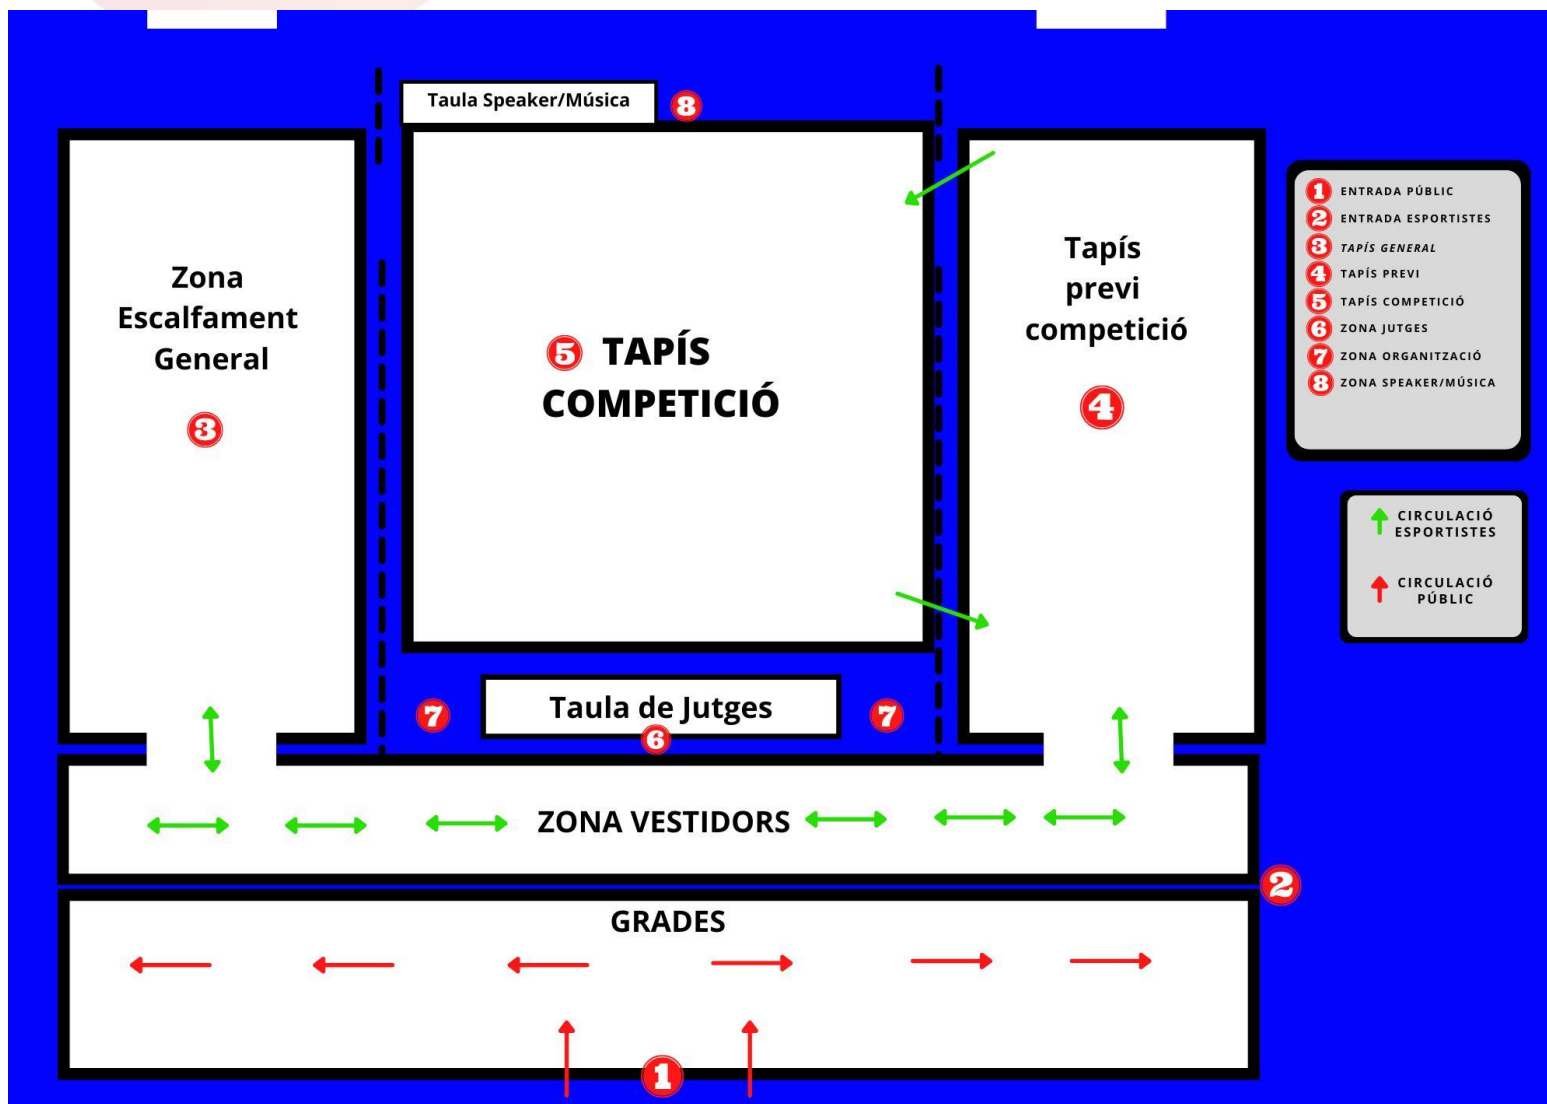 Taula Speaker/Música
8
Zona
Escalfament
General
3
5 TAPÍS
COMPETICIÓ
Tapís
previ
competició
4
1 ENTRADA PÚBLIC
2 ENTRADA ESPORTISTES
3 TAPÍS GENERAL
4 TAPÍS PREVI
5 TAPÍS COMPETICIÓ
6 ZONA JUTGES
7 ZONA ORGANITZACIÓ
8 ZONA SPEAKER/MÚSICA
CIRCULACIÓ
ESPORTISTES
CIRCULACIÓ
PÚBLIC
7
Taula de Jutges
7
6
ZONA VESTIDORS
2
GRADES
1